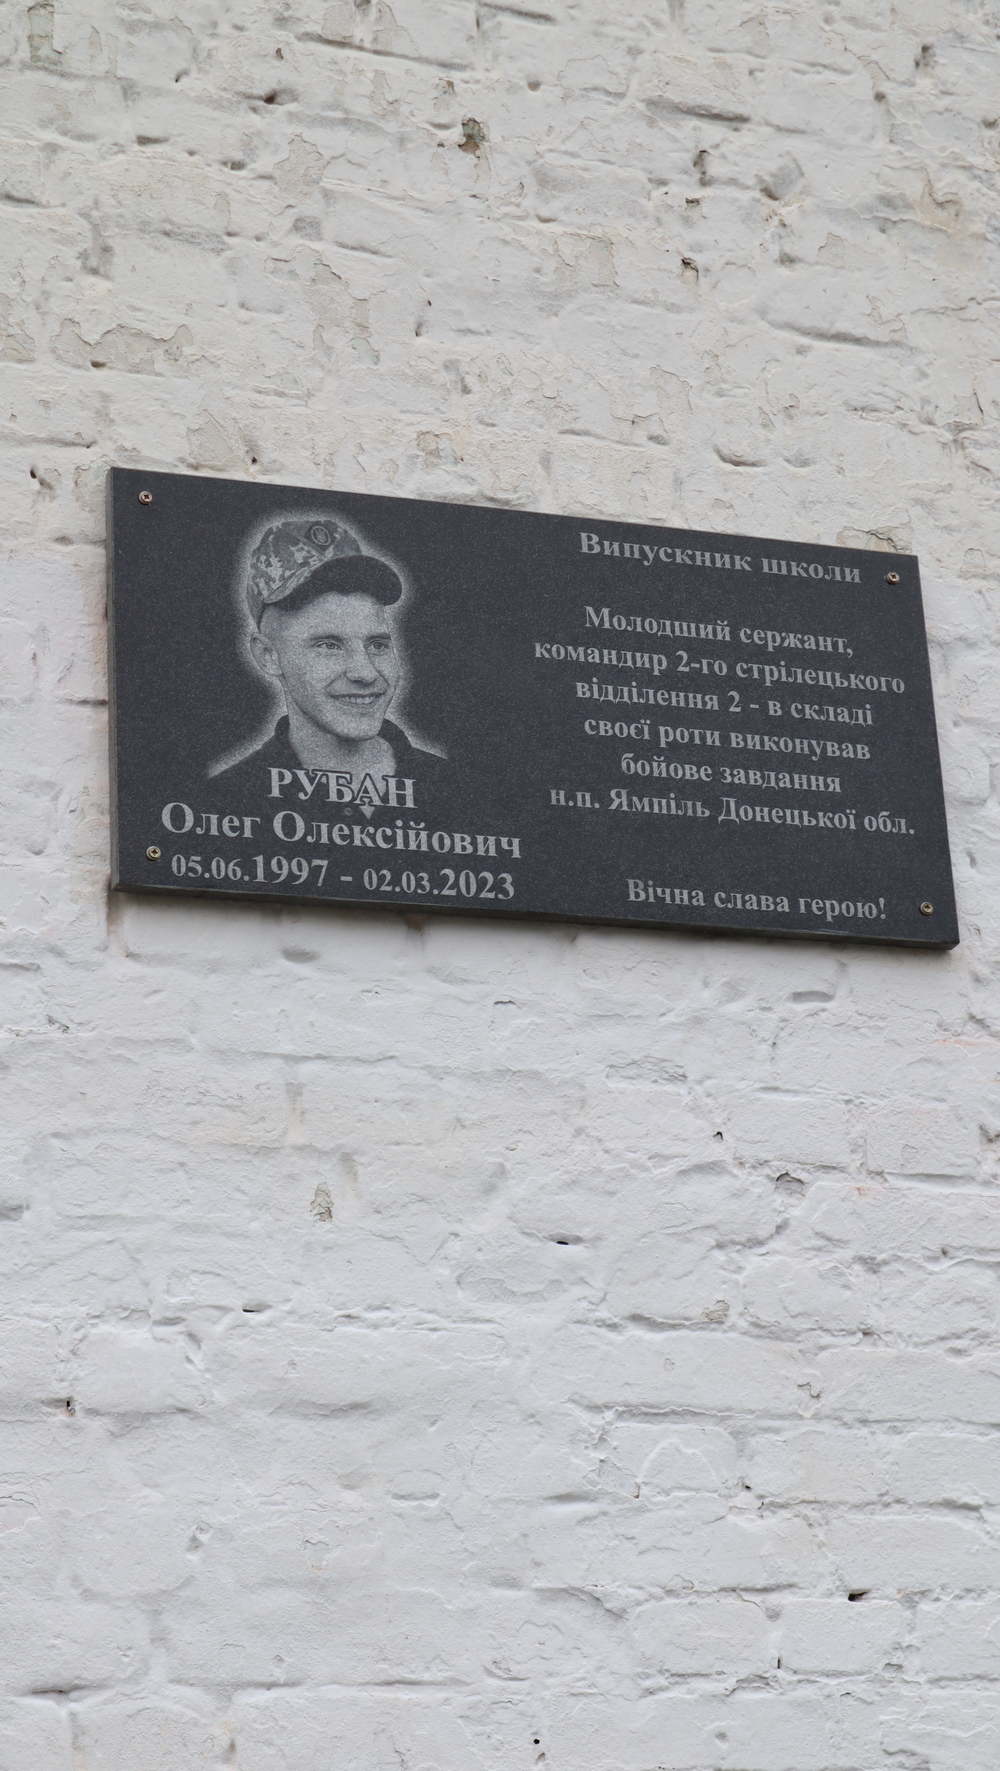 РУБАН
Олег Олексійович
05.06.1997 - 02.03.2023
Випускник школи
Молодший сержант,
командир 2-го стрілецького
відділення 2 - в складі
своєї роти виконував
бойове завдання
н.п. Ямпіль Донецької обл.
Вічна слава герою!